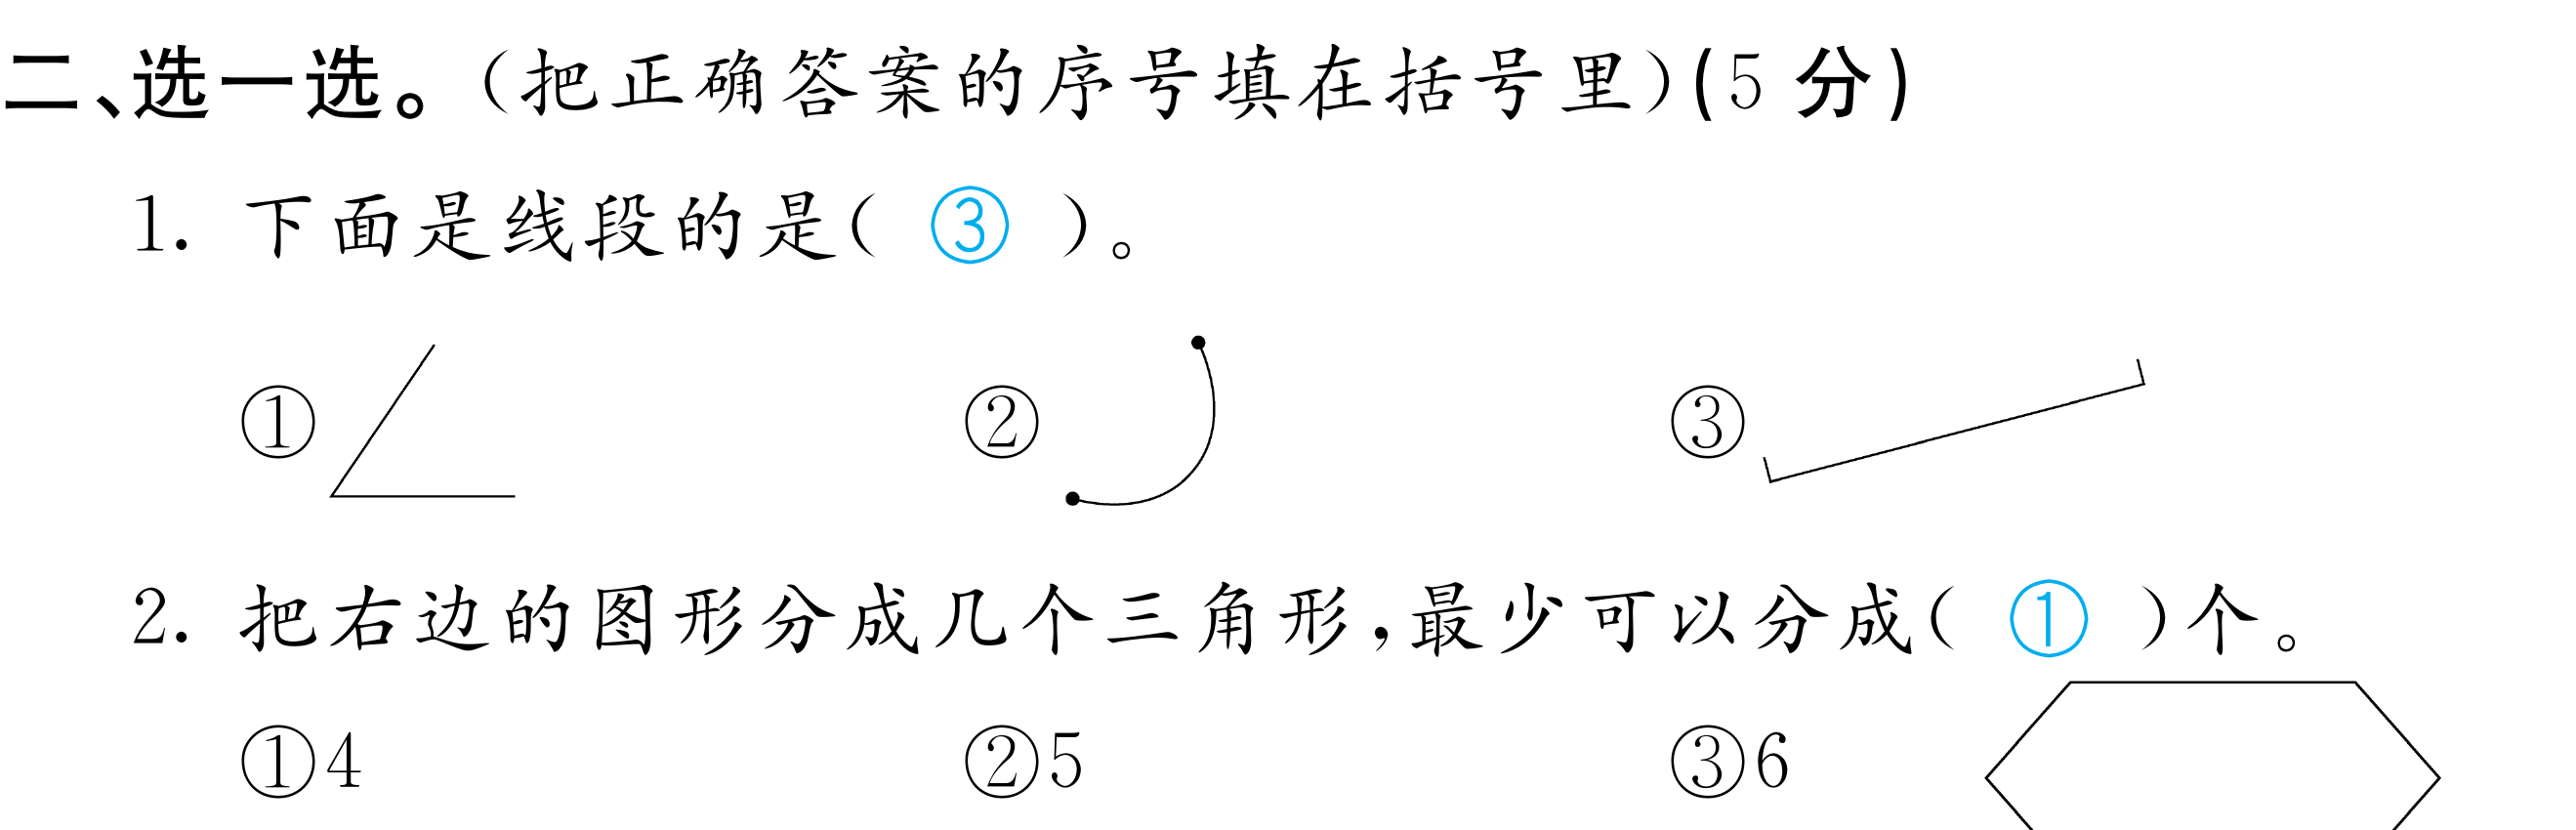 二、选一选。(把正确答案的序号填在括号里)(5 分)
1. 下面是线段的是( ③ )。
① ② ③
2. 把右边的图形分成几个三角形,最少可以分成( ① )个。
①4 ②5 ③6